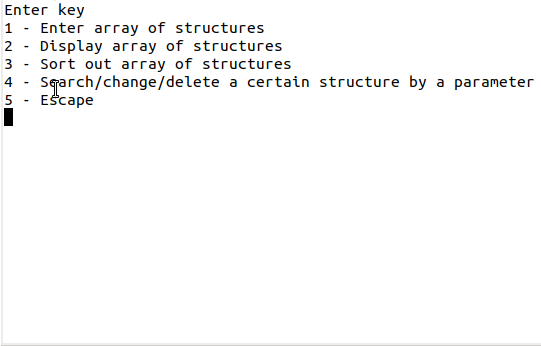 Enter key
1 - Enter array of structures
2 - Display array of structures
3 - Sort out array of structures
4 - Search/change/delete a certain structure by a parameter
5 - Escape